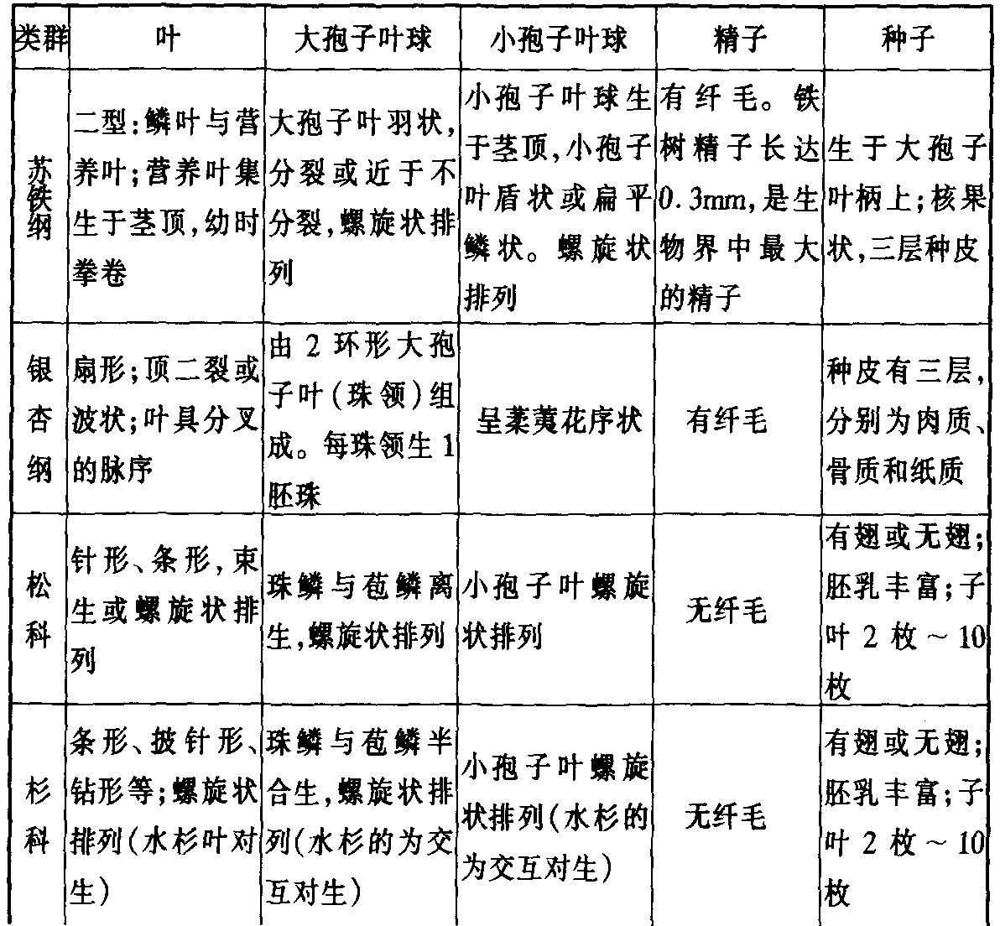 类群 叶 大孢子叶球 小孢子叶球 精子 种子
苏铁纲
二型;鳞叶与营
养叶;营养叶集
生于茎顶,幼时
拳卷
大孢子叶羽状,
分裂或近于不
分裂,螺旋状排
列
小孢子叶球生
于茎顶,小孢子
叶盾状或扁平
鳞状。螺旋状
排列
有纤毛。铁
树精子长达
0.3mm,是生
物界中最大
的精子
生于大孢子
叶柄上;核果
状,三层种皮
银杏纲
扇形;顶二裂或
波状;叶具分叉
的脉序
由2环形大孢
子叶(珠领)组
成。每珠领生1
胚珠
呈葇荑花序状
有纤毛
种皮有三层,
分别为肉质、
骨质和纸质
松科
针形、条形,束
生或螺旋状排
列
珠鳞与苞鳞离
生,螺旋状排列
小孢子叶螺旋
状排列
无纤毛
有翅或无翅;
胚乳丰富;子
叶2枚~10
枚
杉科
条形、披针形、
钻形等;螺旋状
排列(水杉叶对
生)
珠鳞与苞鳞半
合生,螺旋状排
列(水杉的为交
互对生)
小孢子叶螺旋
状排列(水杉的
为交互对生)
无纤毛
有翅或无翅;
胚乳丰富;子
叶2枚~10
枚